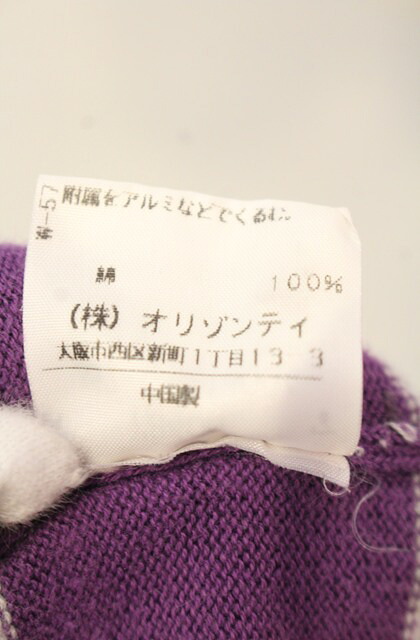 附属をアルミなどでくるむ
綿 100%
(株) オリゾンティ
大阪市西区新町1丁目13 3
中国製